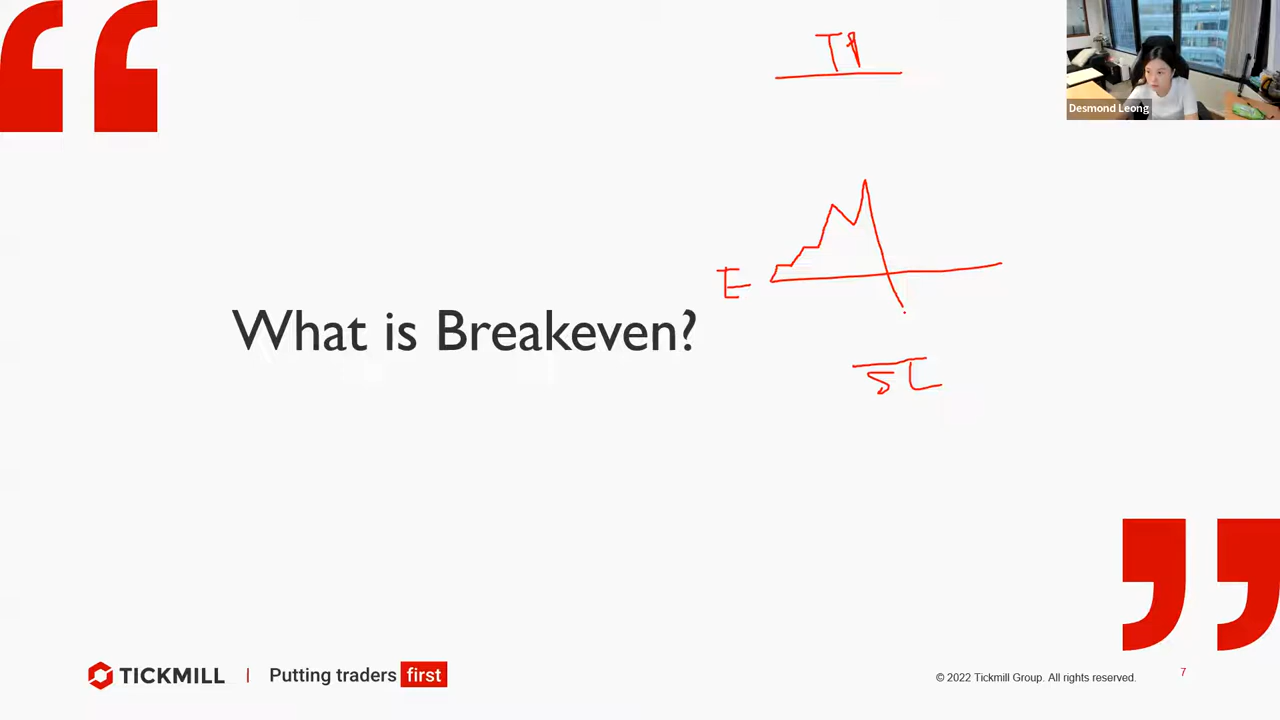 TP
Desmond Leong
E
What is Breakeven?
SL
TICKMILL | Putting traders first
© 2022 Tickmill Group. All rights reserved.
7